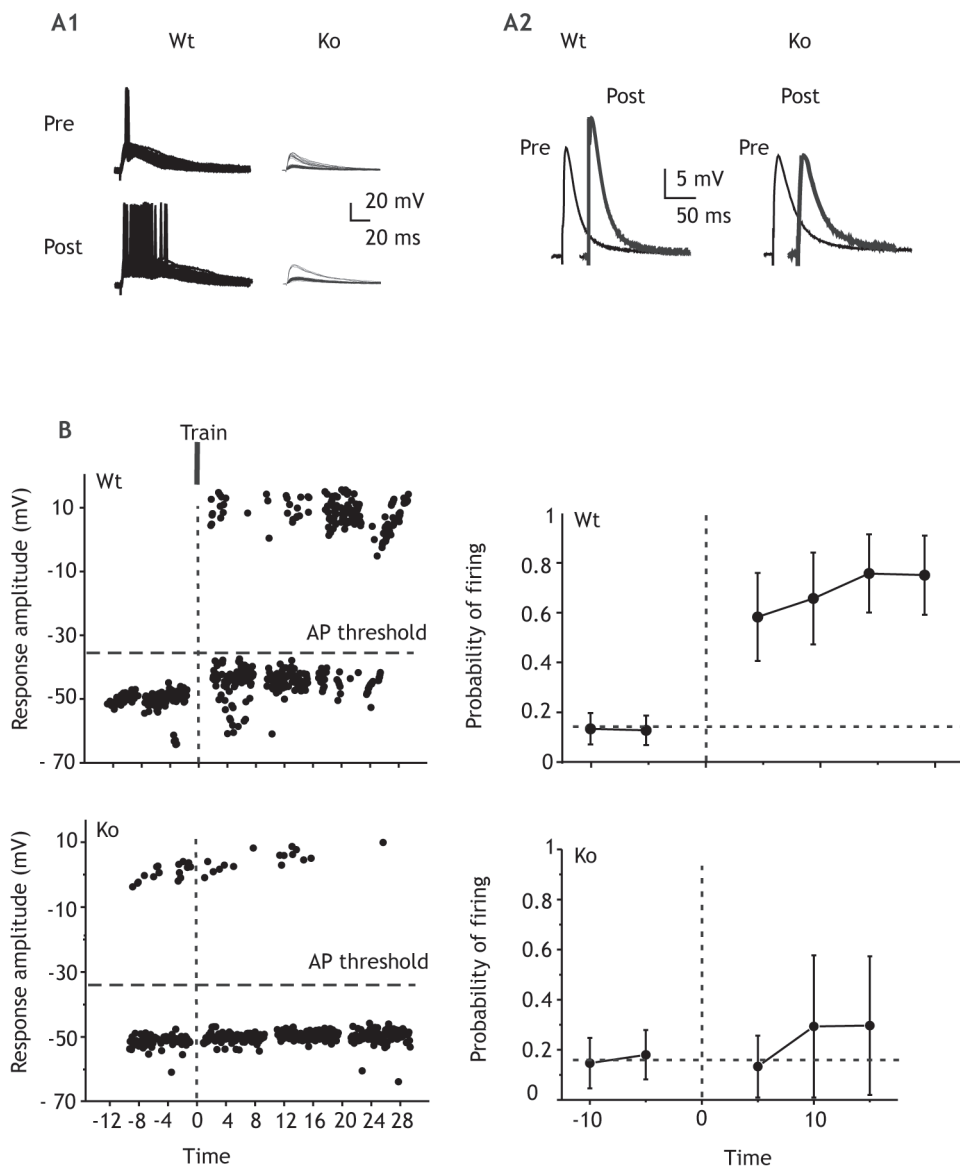 A1
Wt Ko
Pre
Post
20 mV
20 ms
A2
Wt Ko
Post Post
Pre Pre
5 mV
50 ms
B
Train
Wt
Response amplitude (mV)
10
-10
-30
-50
- 70
AP threshold
Wt
Probability of firing
1
0.8
0.6
0.4
0.2
0
Ko
Response amplitude (mV)
10
-10
-30
-50
- 70
AP threshold
-12 -8 -4 0 4 8 12 16 20 24 28
Time
Ko
Probability of firing
1
0.8
0.6
0.4
0.2
0
-10 0 10
Time